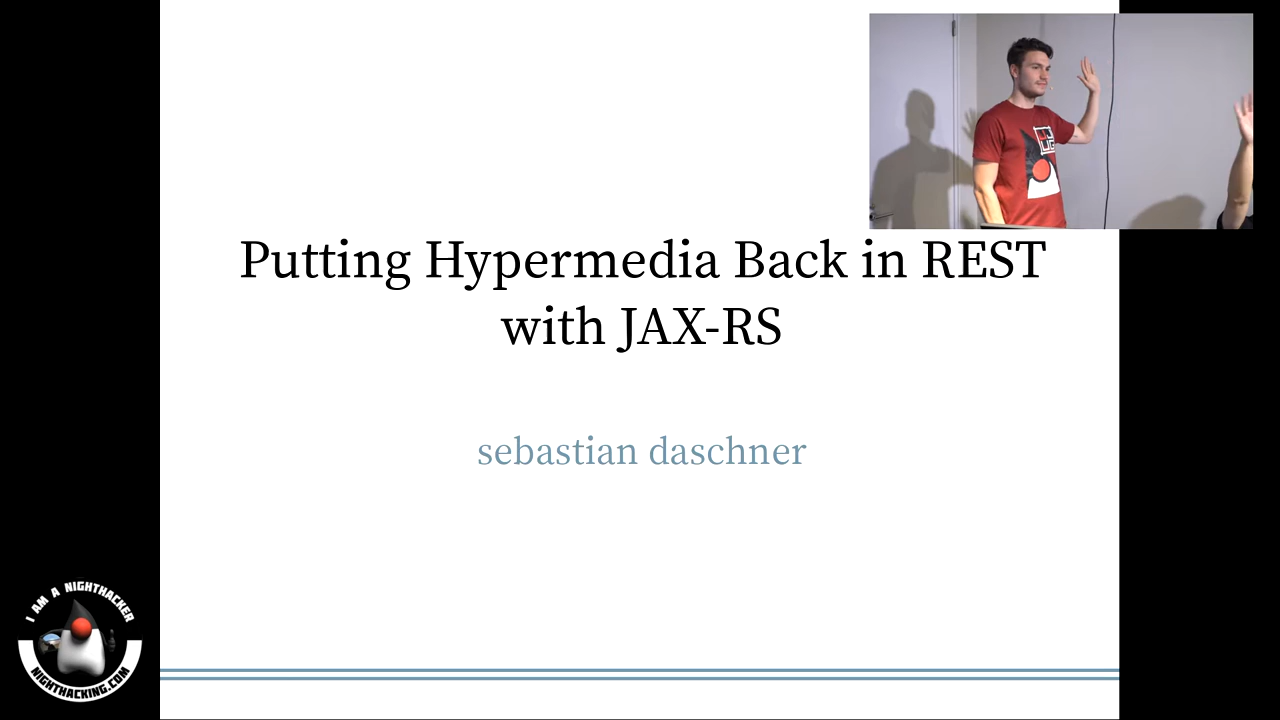 Putting Hypermedia Back in REST
with JAX-RS
sebastian daschner
I AM A NIGHTHACKER
NIGHTHACKING.COM